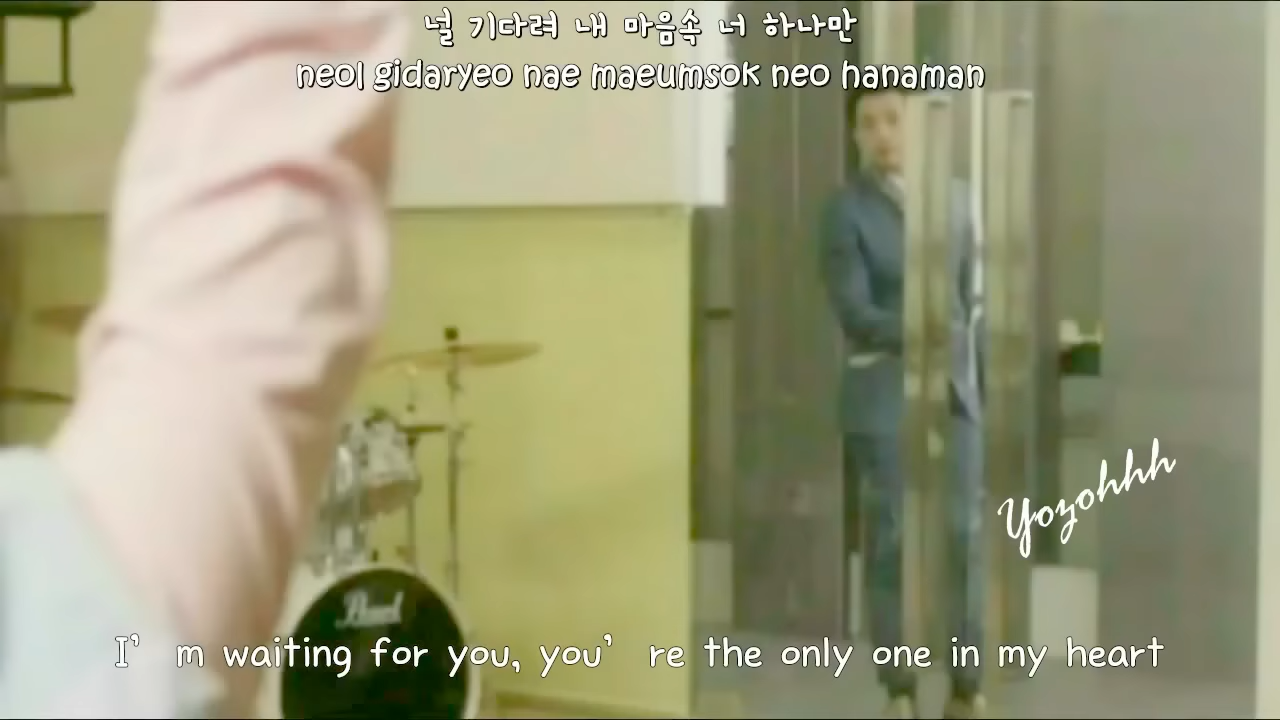 널 기다려 내 마음속 너 하나만
neol gidaryeo nae maeumsok neo hanaman
Yozohhh
Pearl
I'm waiting for you, you're the only one in my heart